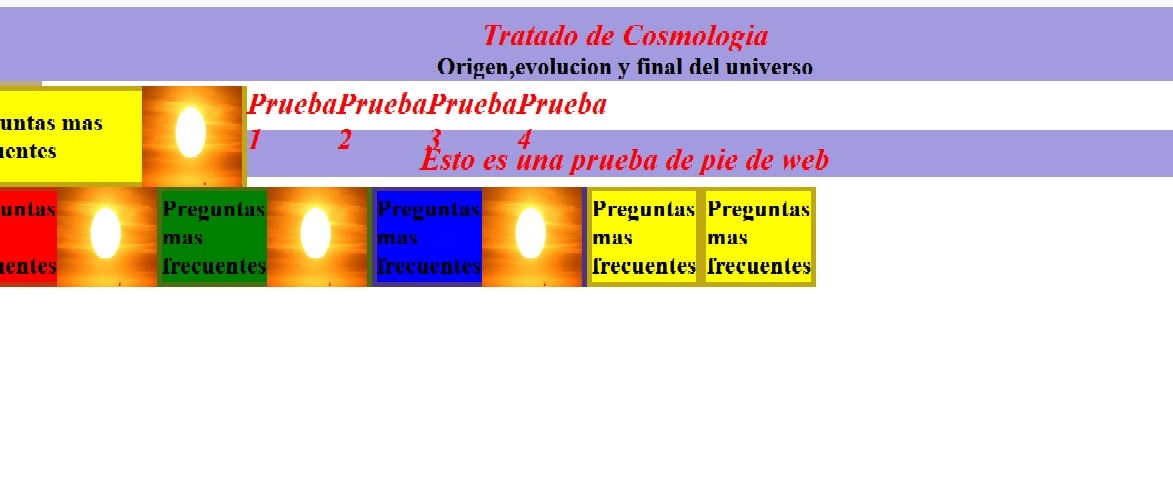 Tratado de Cosmologia
Origen,evolucion y final del universo
untas mas
uentes
Prueba Prueba Prueba Prueba
1 2 3 4
Esto es una prueba de pie de web
untas
uentes
Preguntas
mas
frecuentes
Preguntas
mas
frecuentes
Preguntas
mas
frecuentes
Preguntas
mas
frecuentes